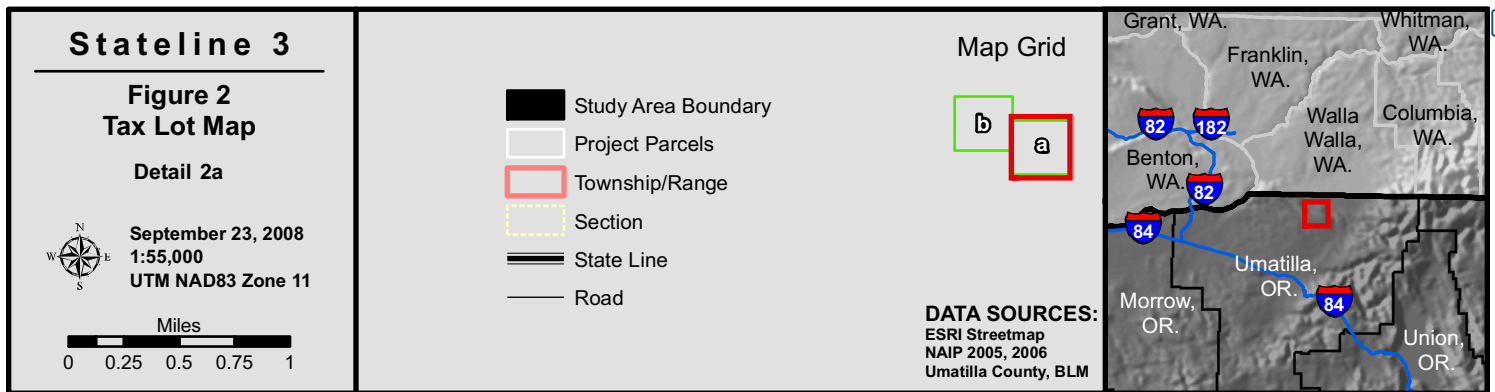 Stateline 3
Figure 2
Tax Lot Map
Detail 2a
N
W E
S
September 23, 2008
1:55,000
UTM NAD83 Zone 11
Miles
0 0.25 0.5 0.75 1
Study Area Boundary
Project Parcels
Township/Range
Section
State Line
Road
Map Grid
b
a
DATA SOURCES:
ESRI Streetmap
NAIP 2005, 2006
Umatilla County, BLM
Grant, WA.
Whitman,
WA.
Franklin,
WA.
82
182
Walla
Walla,
WA.
Columbia,
WA.
Benton,
WA.
82
84
Umatilla,
OR.
84
Morrow,
OR.
Union,
OR.